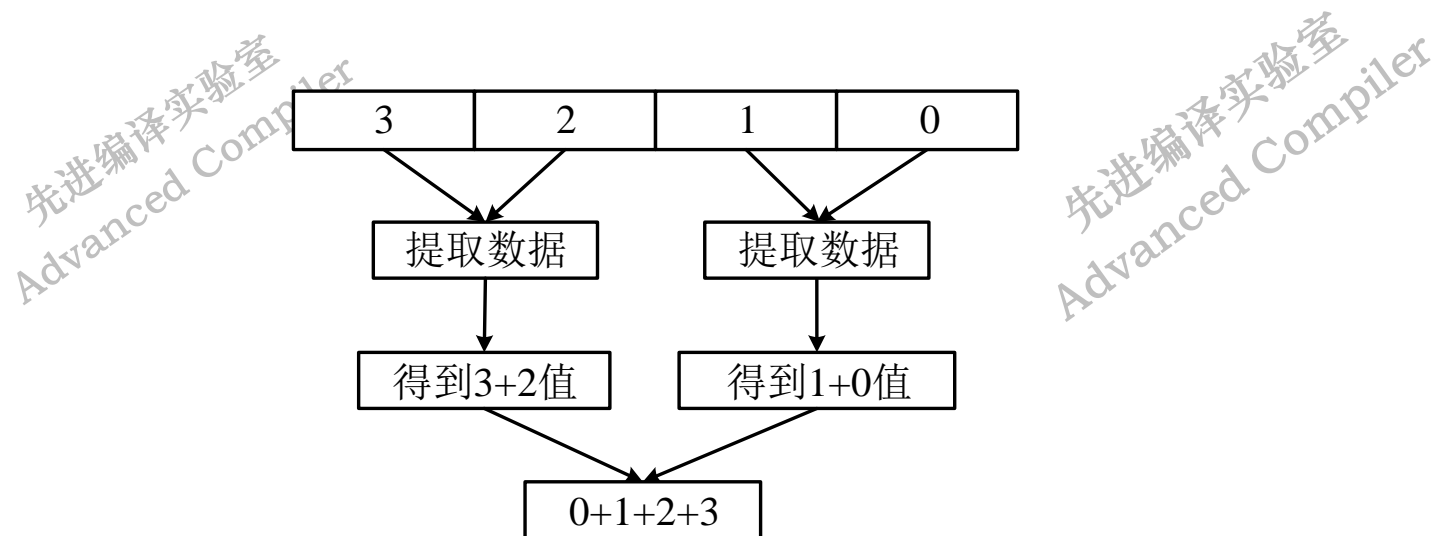 先进编译实验室
Advanced Compiler
先进编译实验室
Advanced Compiler
3 2 1 0
提取数据 提取数据
得到3+2值 得到1+0值
0+1+2+3